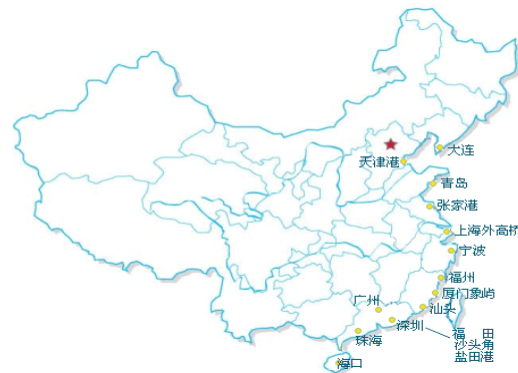 大连
天津港
青岛
张家港
上海外高桥
宁波
福州
厦门象屿
广州
汕头
深圳
福 田
沙头角
盐田港
珠海
海口